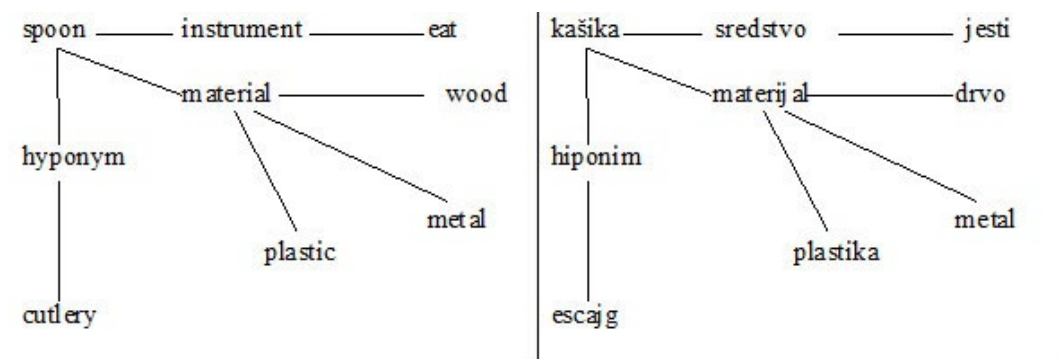 spoon instrument eat
material wood
hyponym
metal
plastic
cutlery
kašika sredstvo jesti
materijal drvo
hiponim
metal
plastika
escajg